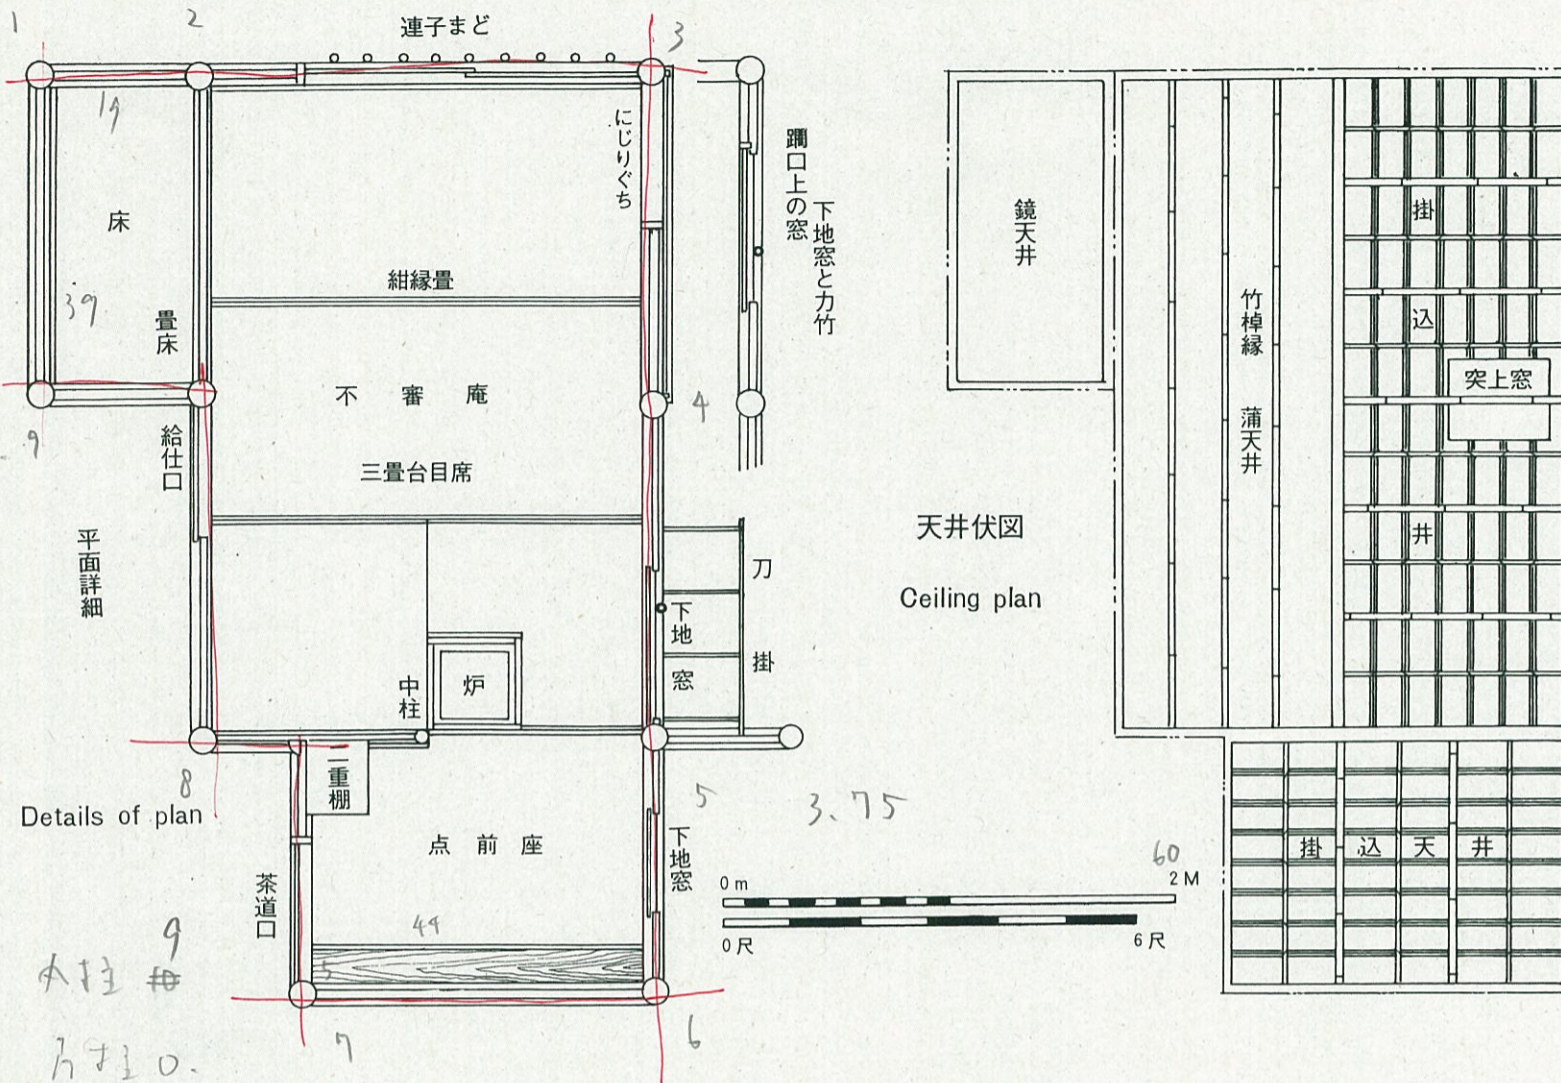 1
2
連子まど
3
19
にじりぐち
床
39
畳床
紺縁畳
躙口上の窓
下地窓と力竹
不審庵
三畳台目席
4
9
給仕口
平面詳細
刀掛
下地窓
中柱
炉
8
二重棚
5
3.75
Details of plan
点前座
下地窓
茶道口
44
5
9
7
6
60
0 m
2 M
0 尺
6 尺
鏡天井
竹棹縁 蒲天井
掛込井
突上窓
天井伏図
Ceiling plan
掛込天井